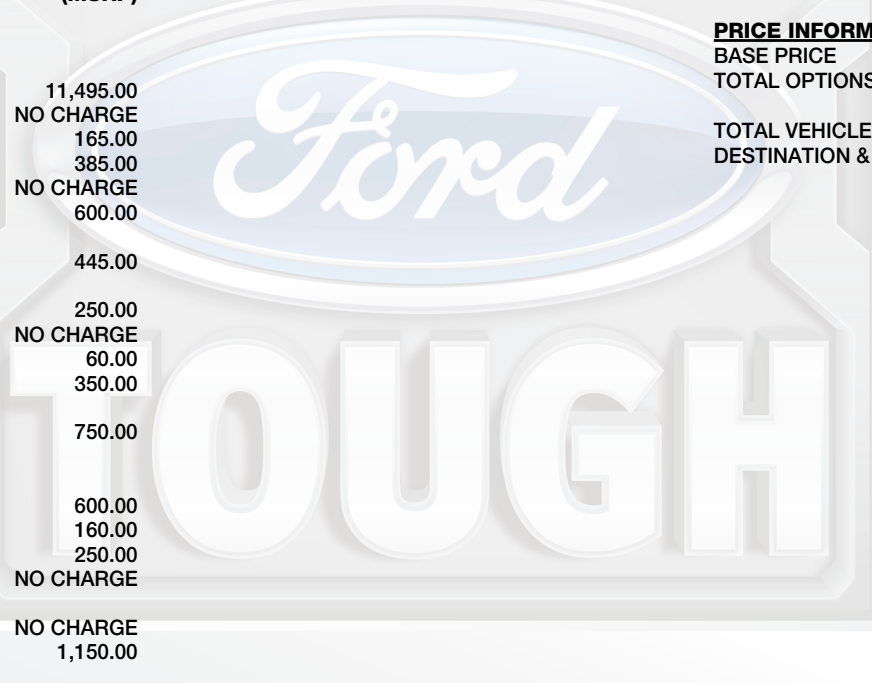 11,495.00
NO CHARGE
165.00
385.00
NO CHARGE
600.00
445.00
250.00
NO CHARGE
60.00
350.00
750.00
600.00
160.00
250.00
NO CHARGE
NO CHARGE
1,150.00
PRICE INFORM
BASE PRICE
TOTAL OPTIONS
TOTAL VEHICLE
DESTINATION &
Ford
TOUGH